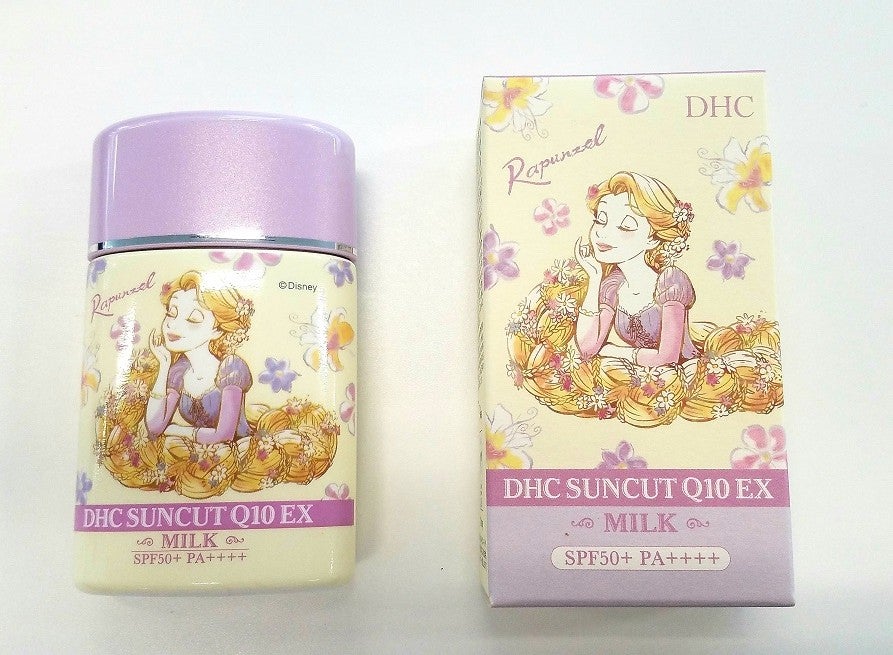 Rapunzel
©Disney
DHC SUNCUT Q10 EX
MILK
SPF50+ PA++++
DHC
Rapunzel
DHC SUNCUT Q10 EX
MILK
SPF50+ PA++++